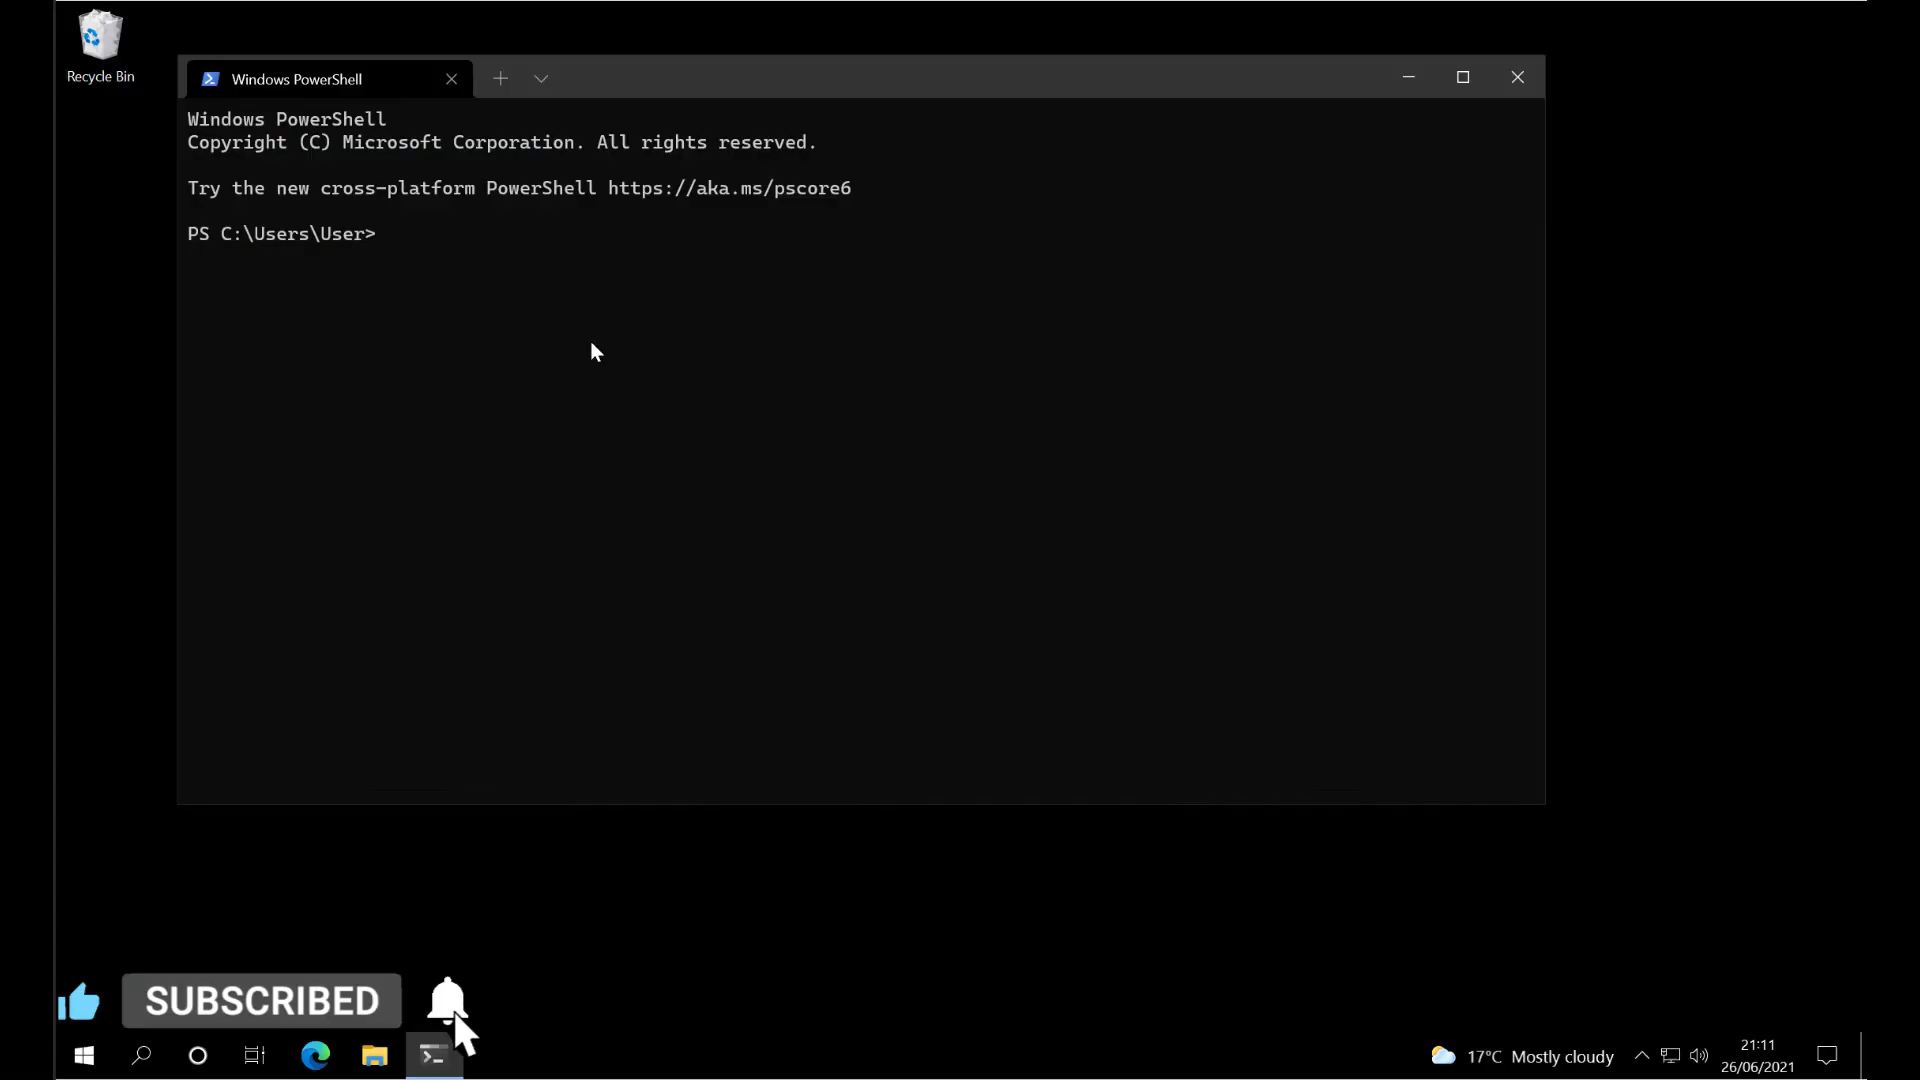 Recycle Bin
Windows PowerShell
Windows PowerShell
Copyright (C) Microsoft Corporation. All rights reserved.
Try the new cross-platform PowerShell https://aka.ms/pscore6
PS C:\Users\User>
SUBSCRIBED
17°C Mostly cloudy
21:11
26/06/2021